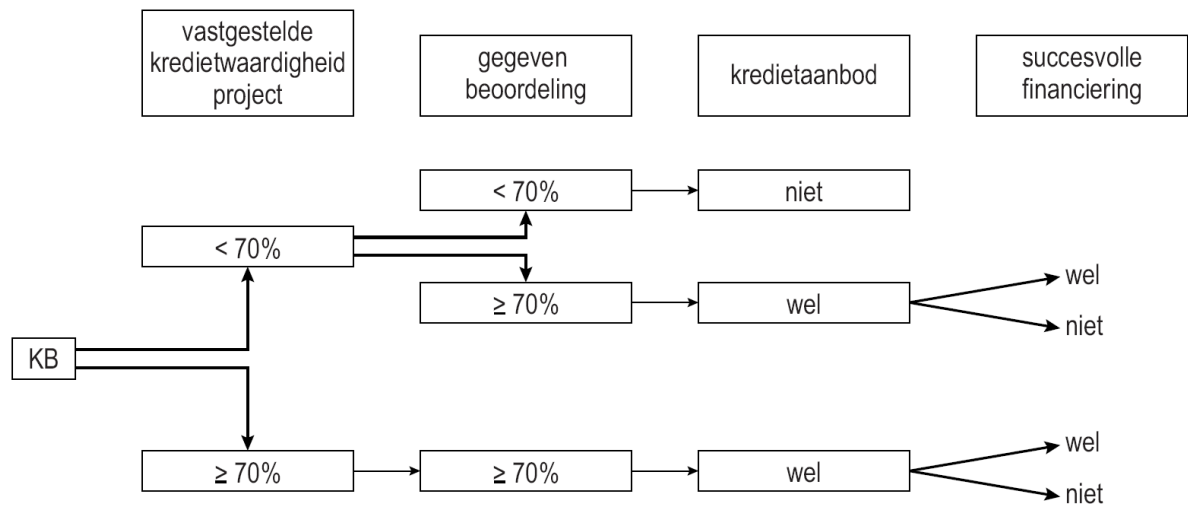 vastgestelde
kredietwaardigheid
project
gegeven
beoordeling
kredietaanbod
succesvolle
financiering
< 70%
niet
< 70%
≥ 70%
wel
wel
niet
KB
≥ 70%
≥ 70%
wel
wel
niet